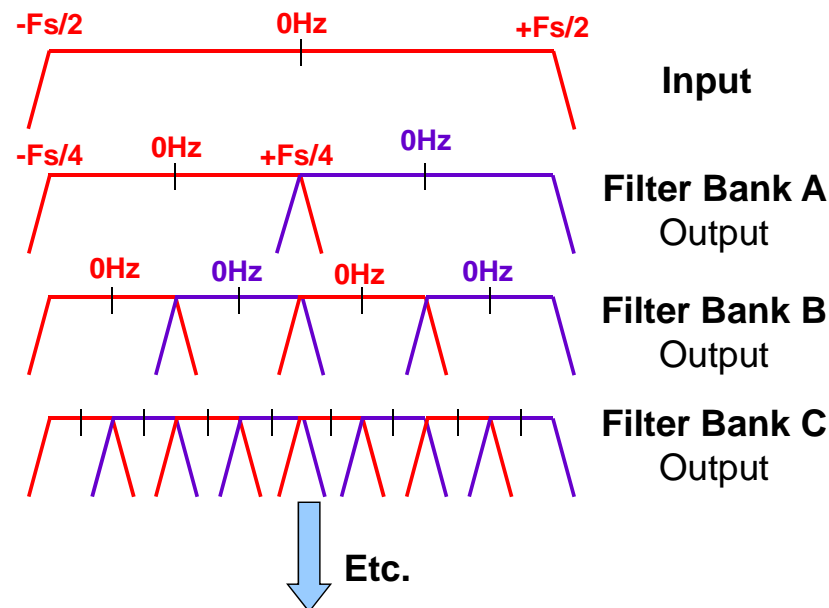 -Fs/2 0Hz +Fs/2
Input
-Fs/4 0Hz +Fs/4 0Hz
Filter Bank A
Output
0Hz 0Hz 0Hz 0Hz
Filter Bank B
Output
Filter Bank C
Output
Etc.